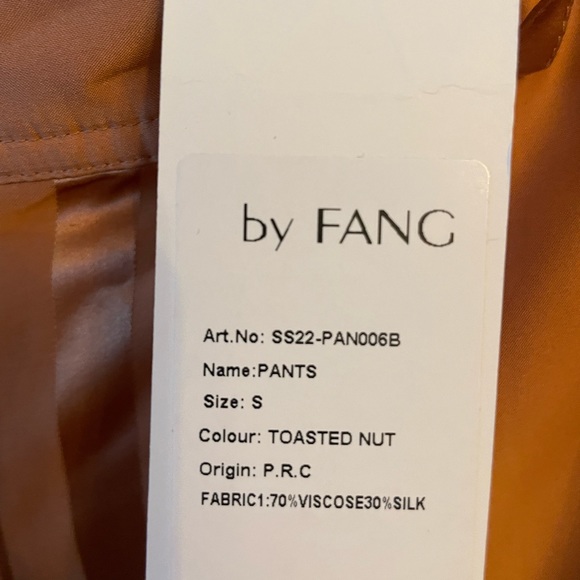 by FANG
Art.No: SS22-PAN006B
Name:PANTS
Size: S
Colour: TOASTED NUT
Origin: P.R.C
FABRIC1:70%VISCOSE30%SILK